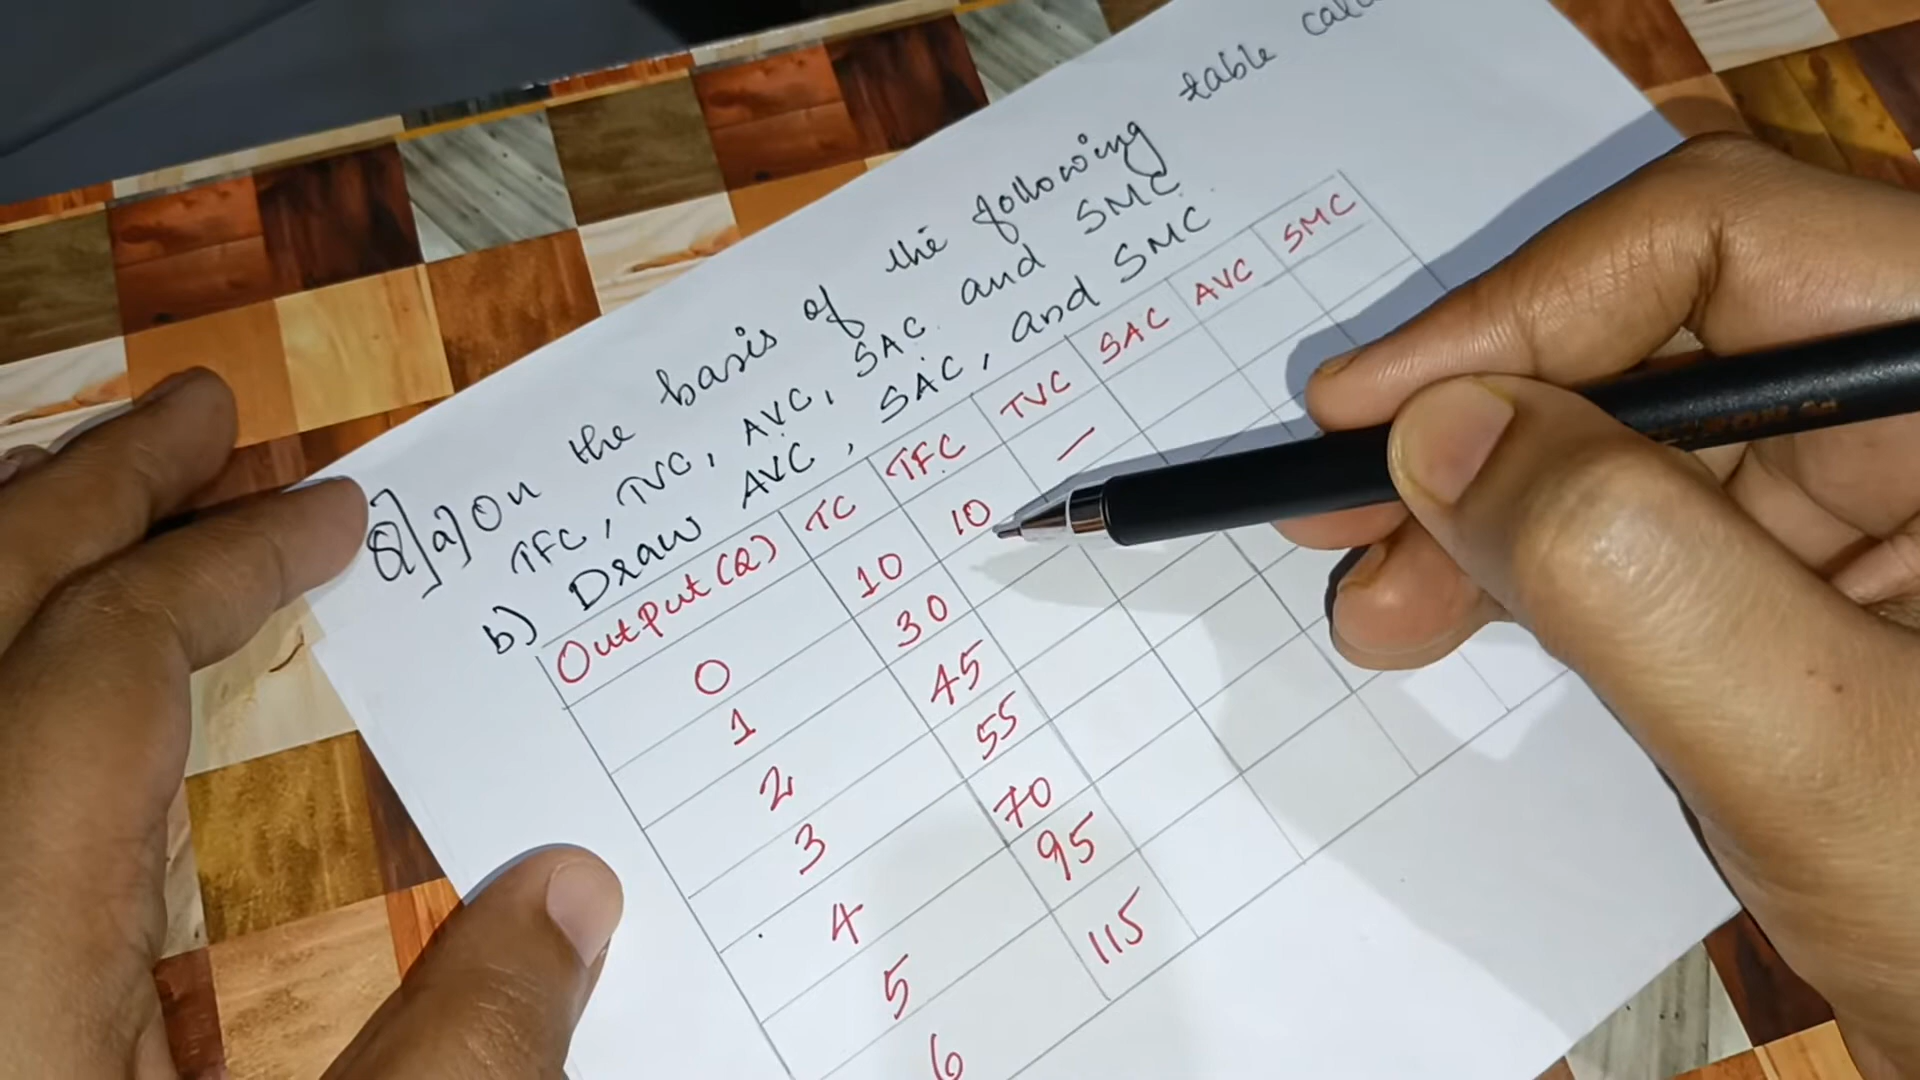 Q] a) On the basis of the following table
TFC, TVC, AVC, SAC and SMC.
b) Draw AVC, SAC, and SMC
Output (Q) TC TFC TVC SAC AVC SMC
0 10 10 —
1 30
2 45
3 55
4 70
5 95
6 115